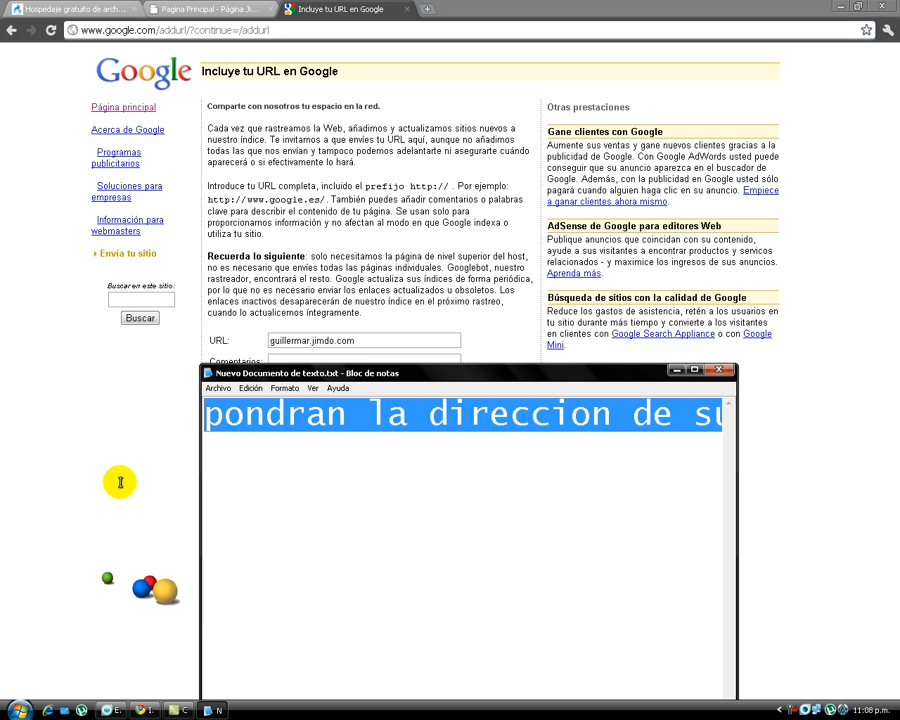 Hospedaje gratuito de arch...
Pagina Principal - Página Ji...
Incluye tu URL en Google
www.google.com/addurl/?continue=/addurl
Google
Incluye tu URL en Google
Página principal
Acerca de Google
Programas
publicitarios
Soluciones para
empresas
Información para
webmasters
Envía tu sitio
Buscar en este sitio:
Buscar
Comparte con nosotros tu espacio en la red.
Cada vez que rastreamos la Web, añadimos y actualizamos sitios nuevos a
nuestro índice. Te invitamos a que envíes tu URL aquí, aunque no añadimos
todas las que nos envían y tampoco podemos adelantarte ni asegurarte cuándo
aparecerá o si efectivamente lo hará.
Introduce tu URL completa, incluido el prefijo http:// . Por ejemplo:
http://www.google.es/. También puedes añadir comentarios o palabras
clave para describir el contenido de tu página. Se usan solo para
proporcionarnos información y no afectan al modo en que Google indexa o
utiliza tu sitio.
Recuerda lo siguiente: solo necesitamos la página de nivel superior del host,
no es necesario que envíes todas las páginas individuales. Googlebot, nuestro
rastreador, encontrará el resto. Google actualiza sus índices de forma periódica,
por lo que no es necesario enviar los enlaces actualizados u obsoletos. Los
enlaces inactivos desaparecerán de nuestro índice en el próximo rastreo,
cuando lo actualicemos íntegramente.
URL: guillermar.jimdo.com
Comentarios:
Otras prestaciones
Gane clientes con Google
Aumente sus ventas y gane nuevos clientes gracias a la
publicidad de Google. Con Google AdWords usted puede
conseguir que su anuncio aparezca en el buscador de
Google. Además, con la publicidad en Google usted sólo
pagará cuando alguien haga clic en su anuncio. Empiece
a ganar clientes ahora mismo.
AdSense de Google para editores Web
Publique anuncios que coincidan con su contenido,
ayude a sus visitantes a encontrar productos y servicos
relacionados - y maximice los ingresos de sus anuncios.
Aprenda más.
Búsqueda de sitios con la calidad de Google
Reduce los gastos de asistencia, retén a los usuarios en
tu sitio durante más tiempo y convierte a los visitantes
en clientes con Google Search Appliance o con Google
Mini.
Nuevo Documento de texto.txt - Bloc de notas
Archivo Edición Formato Ver Ayuda
pondran la direccion de su
E.
I.
C
N
11:08 p.m.